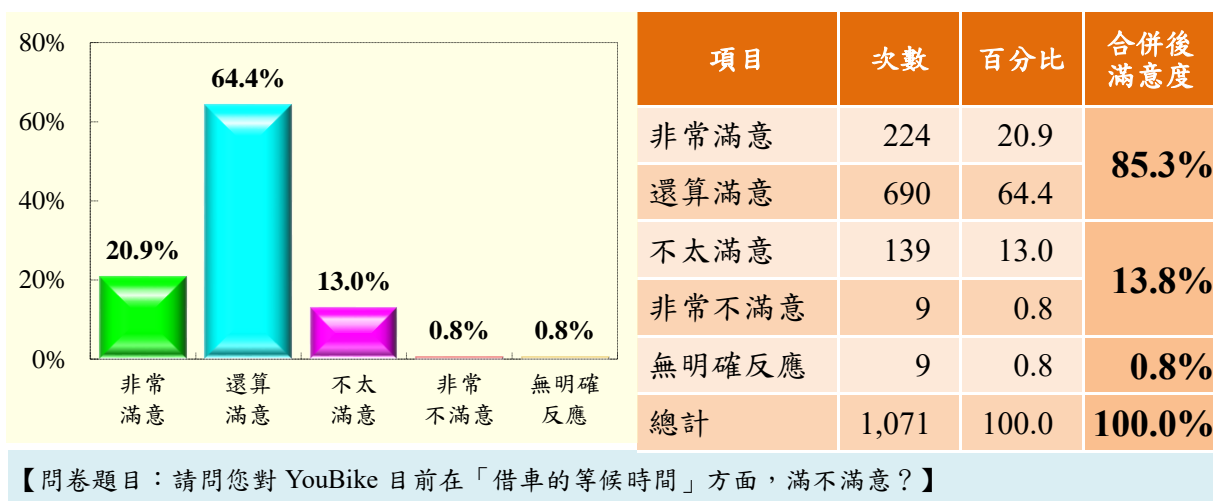 80%
60%
40%
20%
0%
20.9%
64.4%
13.0%
0.8%
0.8%
非常
滿意
還算
滿意
不太
滿意
非常
不滿意
無明確
反應
項目 次數 百分比 合併後
滿意度
非常滿意 224 20.9 85.3%
還算滿意 690 64.4
不太滿意 139 13.0 13.8%
非常不滿意 9 0.8
無明確反應 9 0.8 0.8%
總計 1,071 100.0 100.0%
【問卷題目：請問您對 YouBike 目前在「借車的等候時間」方面，滿不滿意？】